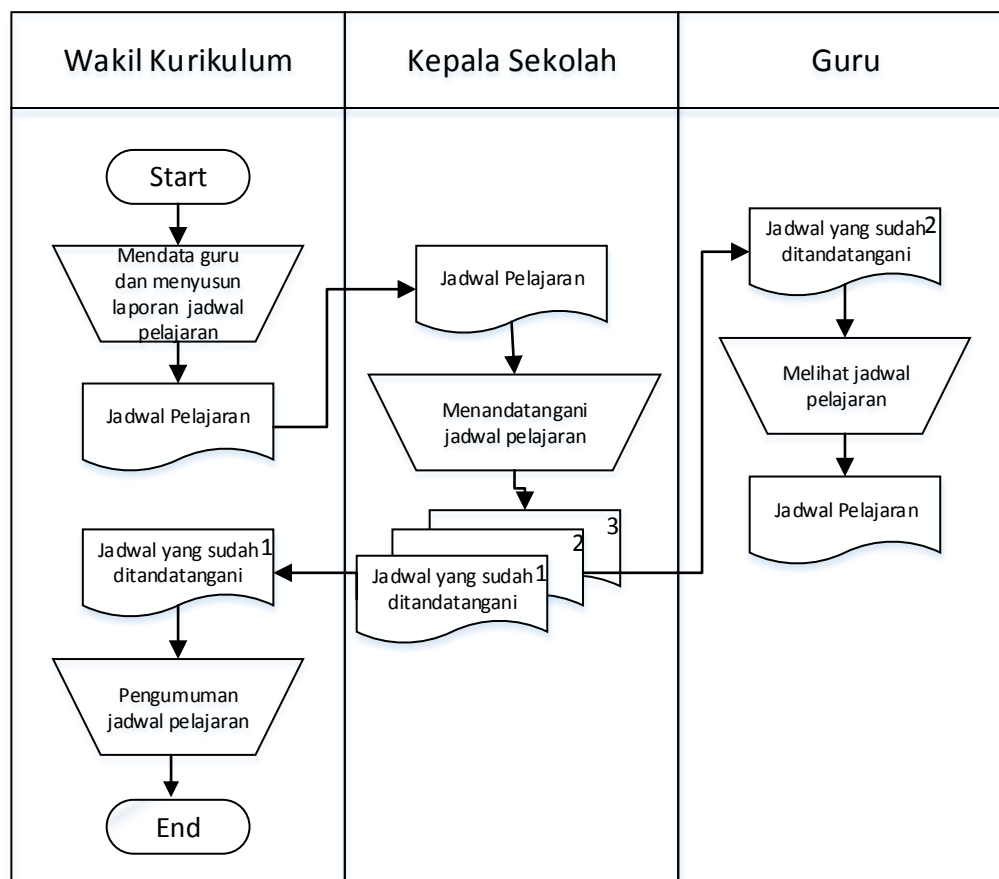 Wakil Kurikulum
Kepala Sekolah
Guru
Start
Mendata guru
dan menyusun
laporan jadwal
pelajaran
Jadwal Pelajaran
Jadwal yang sudah 1
ditandatangani
Pengumuman
jadwal pelajaran
End
Jadwal Pelajaran
Menandatangani
jadwal pelajaran
3
2
Jadwal yang sudah 1
ditandatangani
Jadwal yang sudah 2
ditandatangani
Melihat jadwal
pelajaran
Jadwal Pelajaran